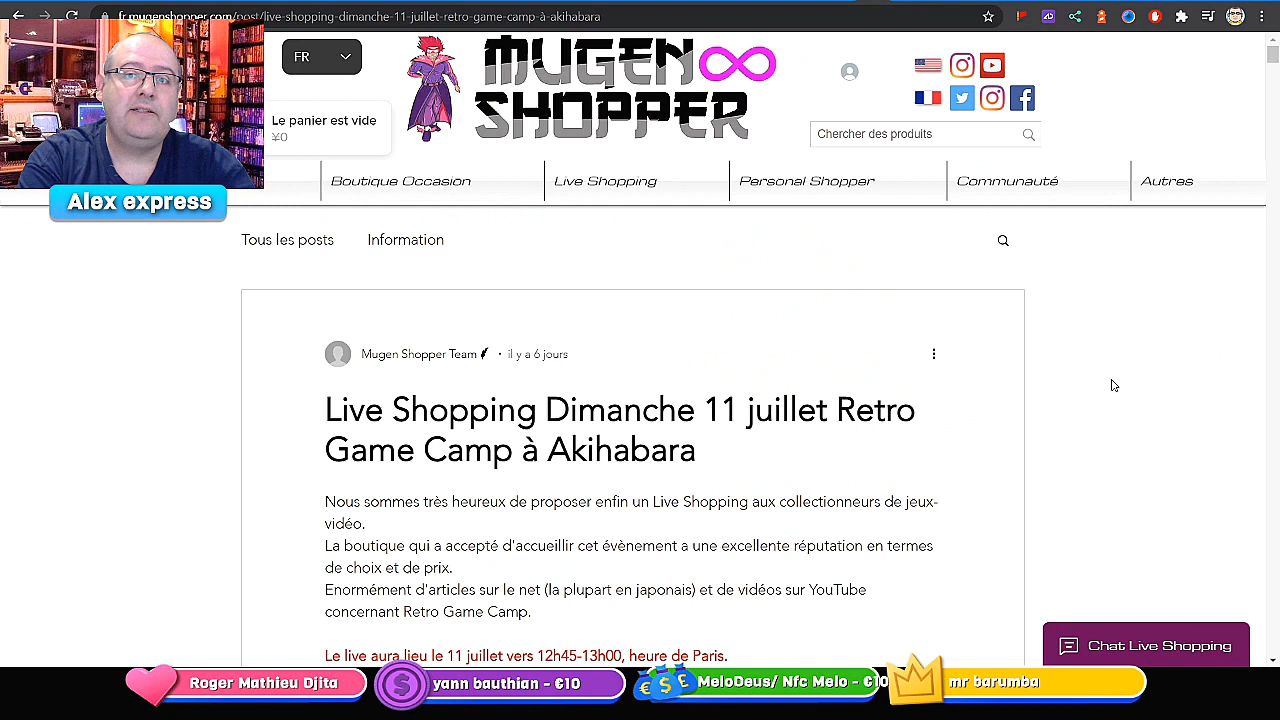 fr.mugenshopper.com/post/live-shopping-dimanche-11-juillet-retro-game-camp-à-akihabara
FR
MUGEN
SHOPPER
Le panier est vide
¥0
Chercher des produits
Boutique Occasion
Live Shopping
Personal Shopper
Communauté
Autres
Alex express
Tous les posts
Information
Mugen Shopper Team
· il y a 6 jours
Live Shopping Dimanche 11 juillet Retro
Game Camp à Akihabara
Nous sommes très heureux de proposer enfin un Live Shopping aux collectionneurs de jeux-
vidéo.
La boutique qui a accepté d'accueillir cet évènement a une excellente réputation en termes
de choix et de prix.
Enormément d'articles sur le net (la plupart en japonais) et de vidéos sur YouTube
concernant Retro Game Camp.
Le live aura lieu le 11 juillet vers 12h45-13h00, heure de Paris.
Chat Live Shopping
Roger Mathieu Djita
yann bauthian - €10
MeloDeus/ Nfc Melo - €10
mr barumba